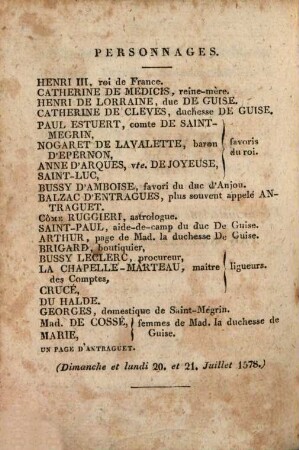 PERSONNAGES.
HENRI III, roi de France.
CATHERINE DE MEDICIS, reine-mère.
HENRI DE LORRAINE, duc DE GUISE.
CATHERINE DE CLÈVES, duchesse DE GUISE.
PAUL ESTUERT, comte DE SAINT-
MEGRIN,
NOGARET DE LAVALETTE, baron favoris
D'EPERNON, du roi.
ANNE D'ARQUES, vte. DE JOYEUSE,
SAINT-LUC,
BUSSY D'AMBOISE, favori du duc d'Anjou.
BALZAC D'ENTRAGUES, plus souvent appelé AN-
TRAGUET.
Côme RUGGIERI, astrologue.
SAINT-PAUL, aide-de-camp du duc De Guise.
ARTHUR, page de Mad. la duchesse De Guise.
BRIGARD, boutiquier,
BUSSY LECLERC, procureur,
LA CHAPELLE-MARTEAU, maître ligueurs.
des Comptes,
CRUCÉ,
DU HALDE.
GEORGES, domestique de Saint-Mégrin.
Mad. DE COSSÉ, femmes de Mad. la duchesse de
MARIE, Guise.
UN PAGE D'ANTRAGUET.
(Dimanche et lundi 20. et 21. Juillet 1578.)